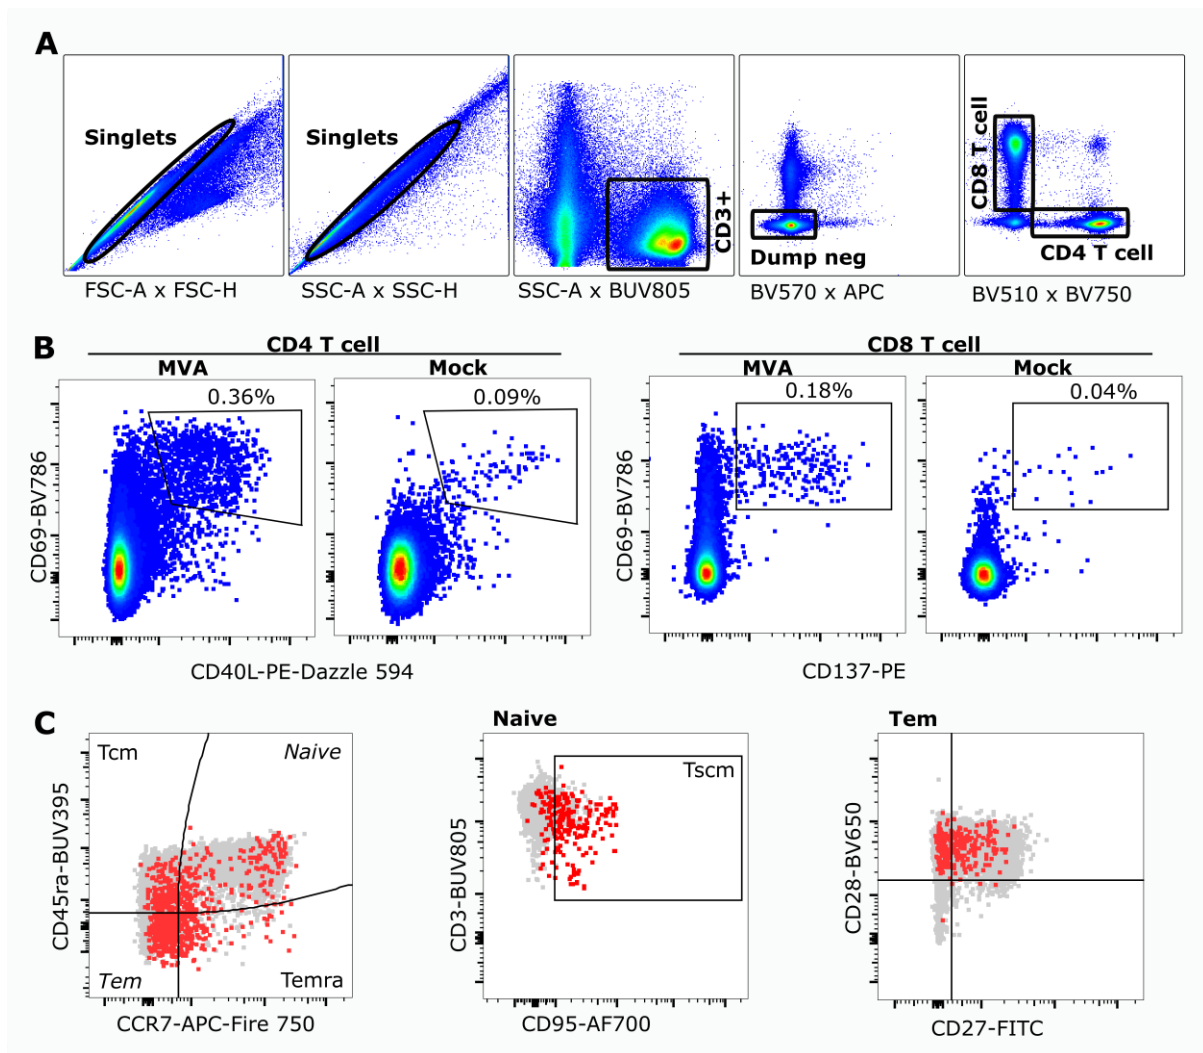 A
Singlets
Singlets
CD3+
Dump neg
CD8 T cell
CD4 T cell
FSC-A x FSC-H
SSC-A x SSC-H
SSC-A x BUV805
BV570 x APC
BV510 x BV750
B
CD4 T cell
CD8 T cell
MVA
Mock
MVA
Mock
0.36%
0.09%
0.18%
0.04%
CD69-BV786
CD69-BV786
CD40L-PE-Dazzle 594
CD137-PE
C
Naive
Tem
Tcm
Naive
Tscm
CD45ra-BUV395
CD3-BUV805
CD28-BV650
Tem
Temra
CCR7-APC-Fire 750
CD95-AF700
CD27-FITC